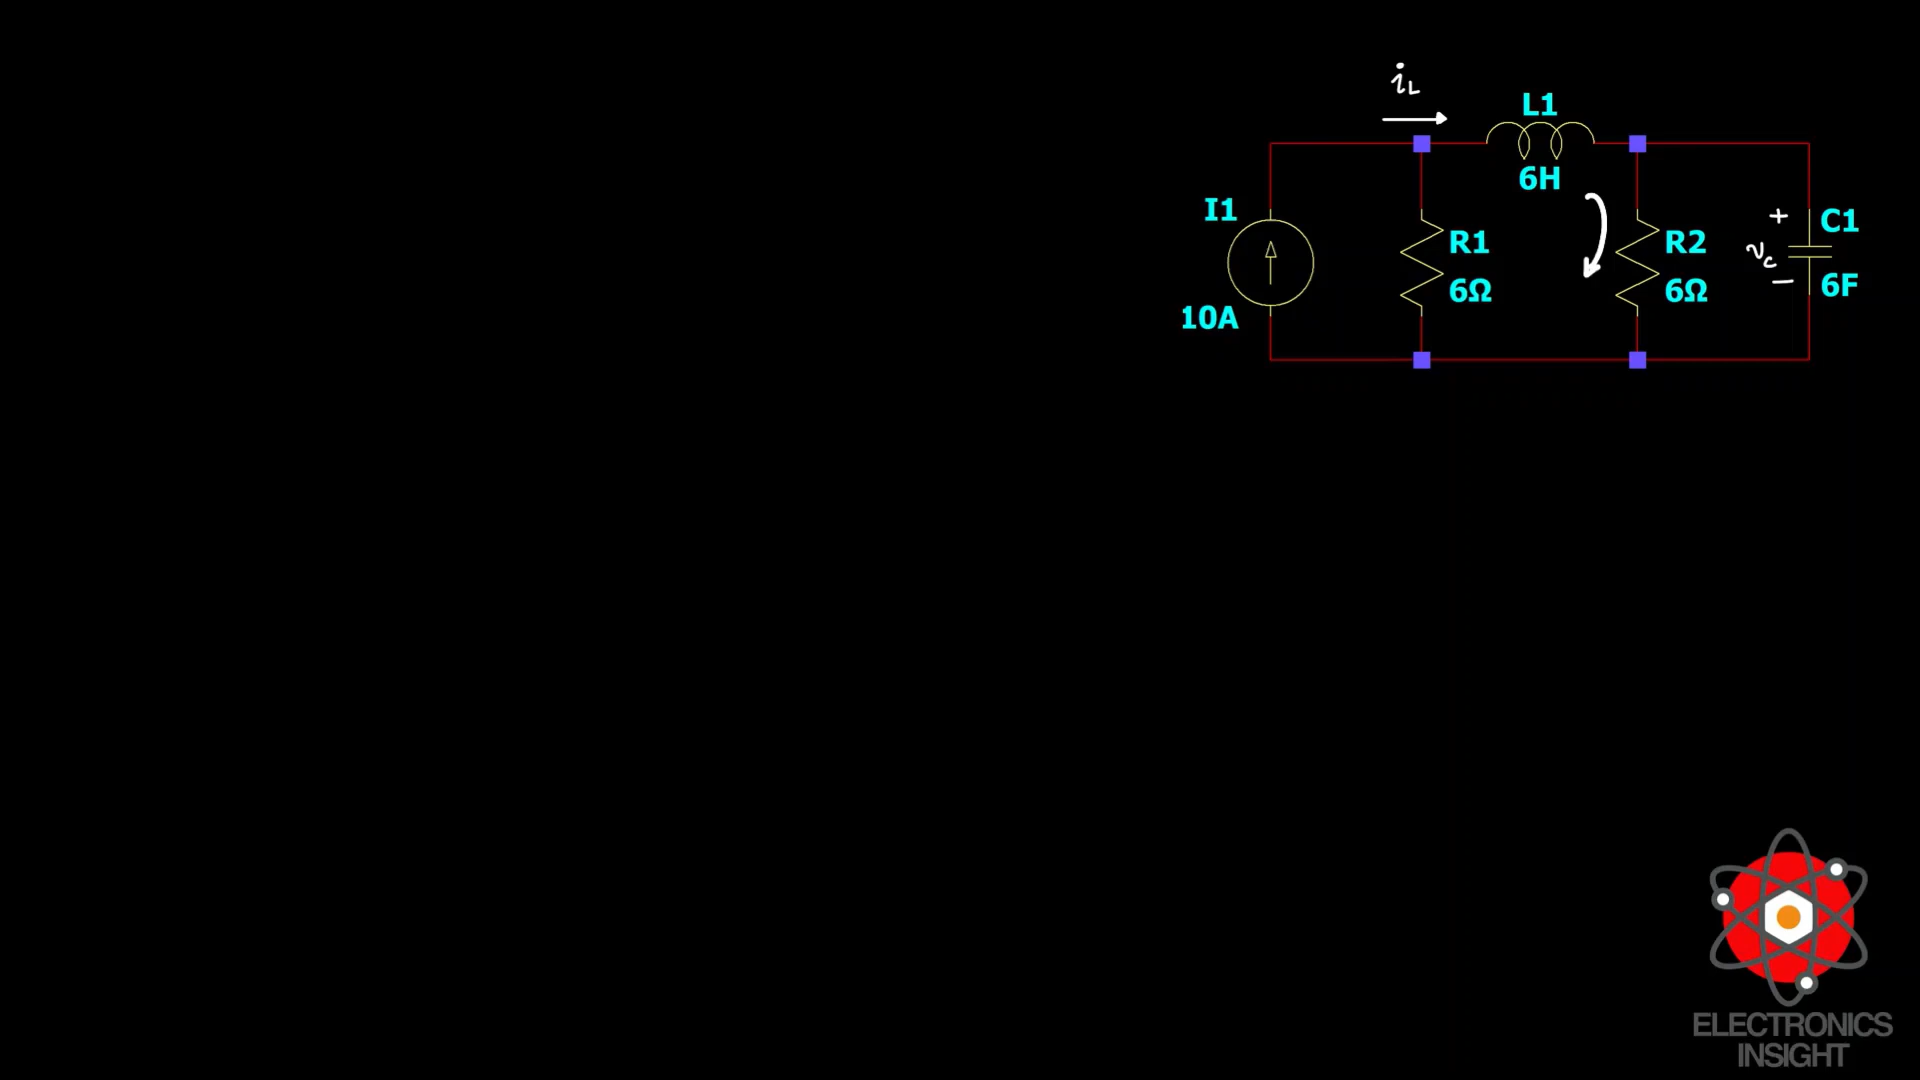 iL
L1
6H
I1
10A
R1
6Ω
R2
6Ω
+
vc
−
C1
6F
ELECTRONICS
INSIGHT